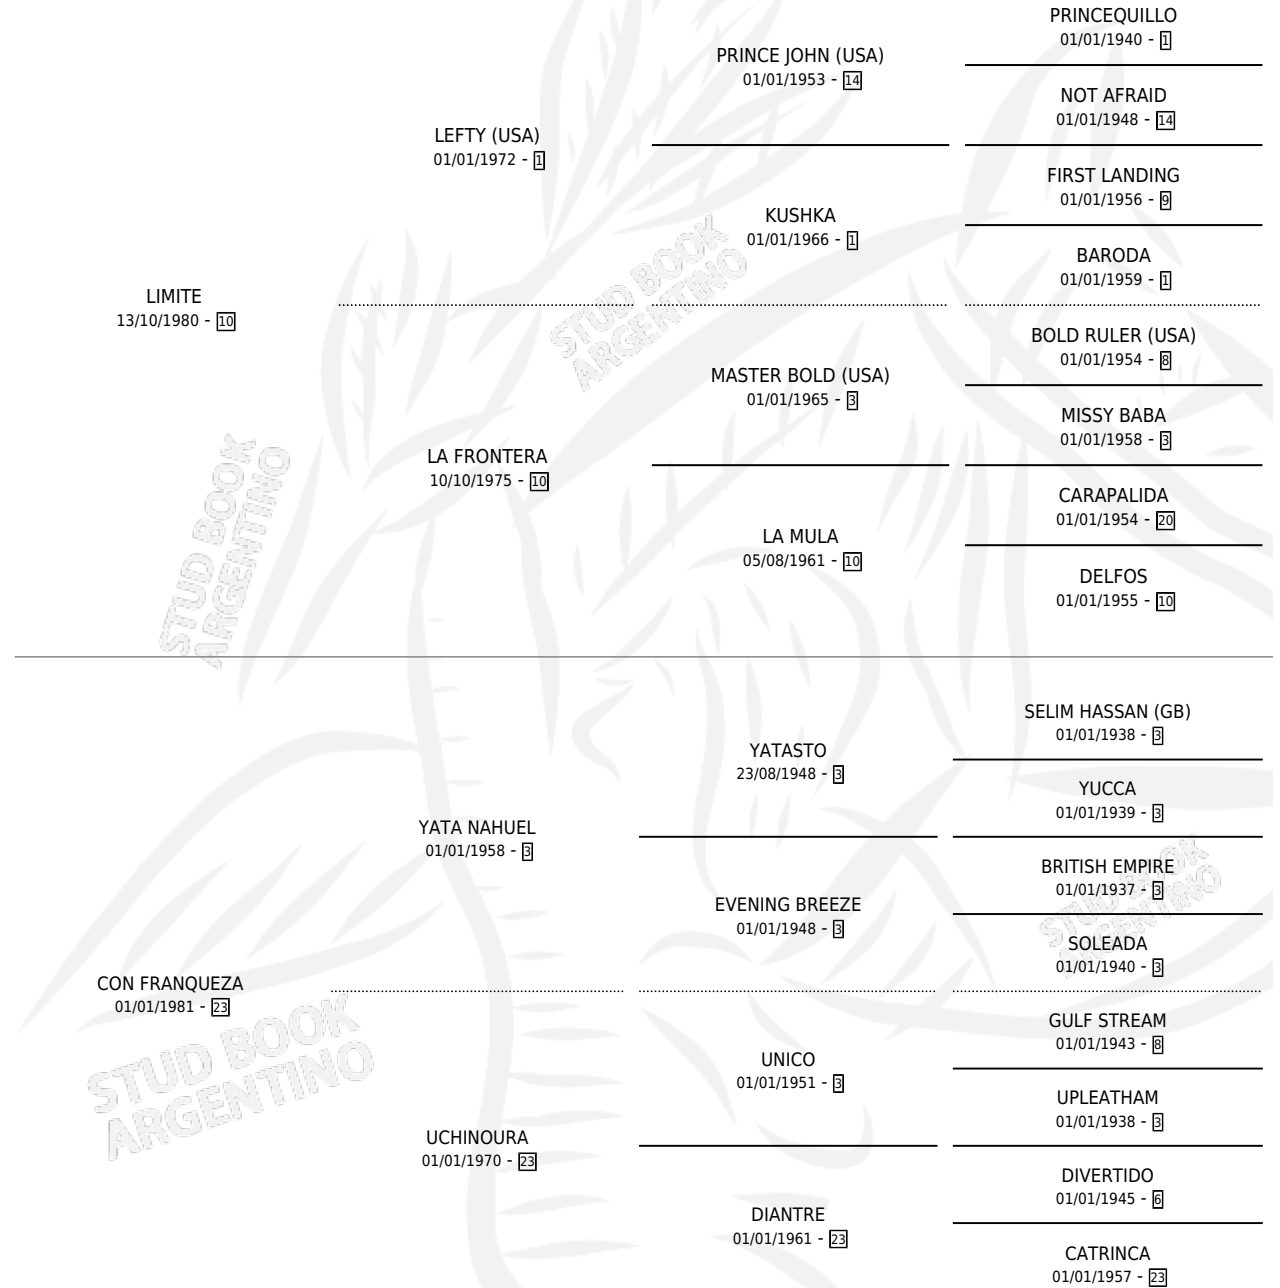 PRINCEQUILLO
01/01/1940 - 1
PRINCE JOHN (USA)
01/01/1953 - 14
NOT AFRAID
01/01/1948 - 14
LEFTY (USA)
01/01/1972 - 1
FIRST LANDING
01/01/1956 - 9
KUSHKA
01/01/1966 - 1
BARODA
01/01/1959 - 1
LIMITE
13/10/1980 - 10
BOLD RULER (USA)
01/01/1954 - 8
MASTER BOLD (USA)
01/01/1965 - 3
MISSY BABA
01/01/1958 - 3
LA FRONTERA
10/10/1975 - 10
CARAPALIDA
01/01/1954 - 20
LA MULA
05/08/1961 - 10
DELFOS
01/01/1955 - 10
STUD BOOK
ARGENTINO
STUD BOOK
ARGENTINO
SELIM HASSAN (GB)
01/01/1938 - 3
YATASTO
23/08/1948 - 3
YUCCA
01/01/1939 - 3
YATA NAHUEL
01/01/1958 - 3
BRITISH EMPIRE
01/01/1937 - 3
EVENING BREEZE
01/01/1948 - 3
SOLEADA
01/01/1940 - 3
STUD BOOK
ARGENTINO
CON FRANQUEZA
01/01/1981 - 23
GULF STREAM
01/01/1943 - 8
UNICO
01/01/1951 - 3
UPLEATHAM
01/01/1938 - 3
STUD BOOK
ARGENTINO
UCHINOURA
01/01/1970 - 23
DIVERTIDO
01/01/1945 - 6
DIANTRE
01/01/1961 - 23
CATRINCA
01/01/1957 - 23